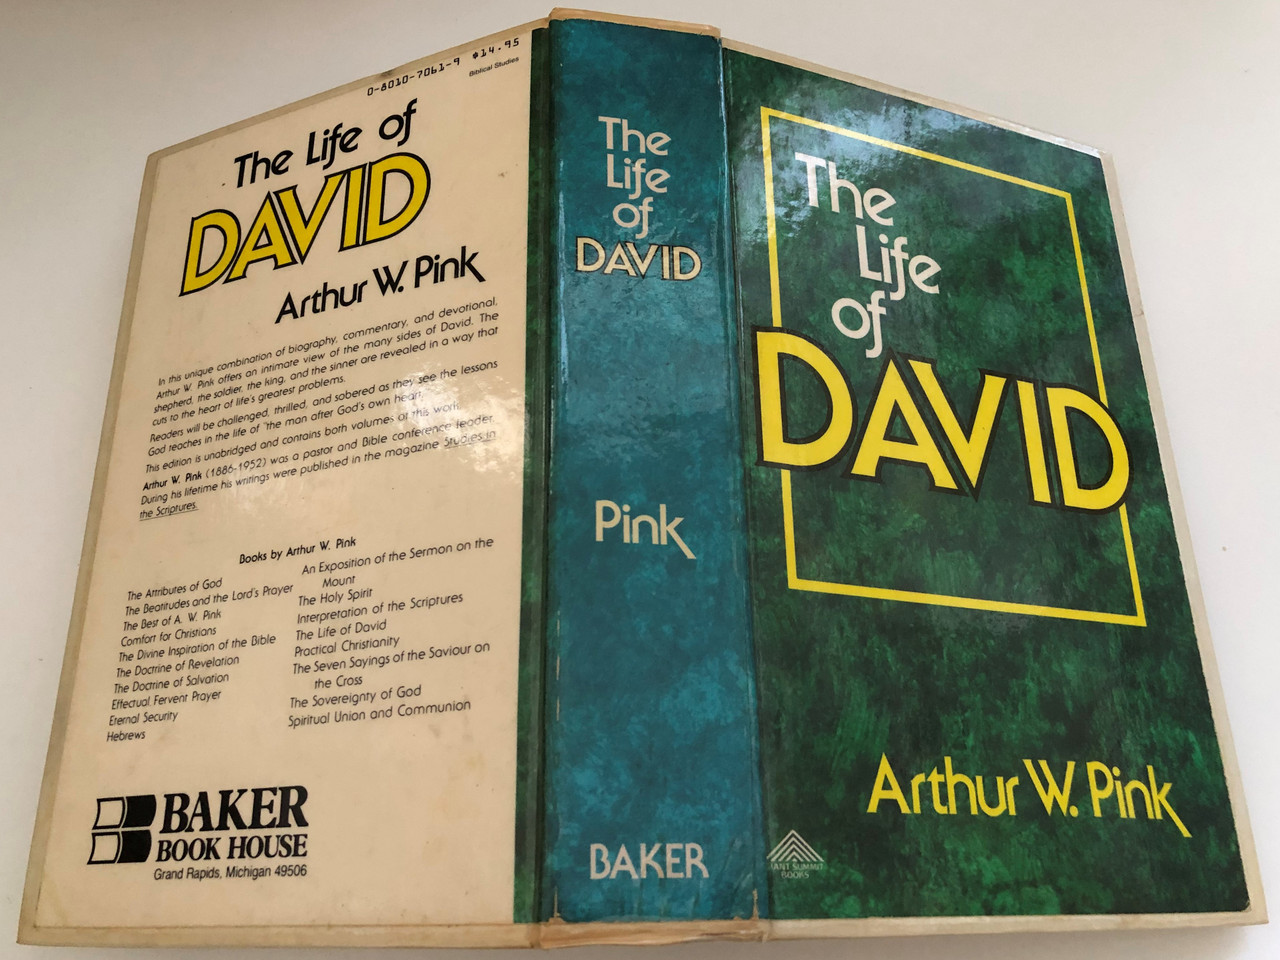 0-8010-7061-9 $14.95
Biblical Studies
The Life of
DAVID
Arthur W. Pink
In this unique combination of biography, commentary, and devotional,
Arthur W. Pink offers an intimate view of the many sides of David. The
shepherd, the soldier, the king, and the sinner are revealed in a way that
cuts to the heart of life's greatest problems.
Readers will be challenged, thrilled, and sobered as they see the lessons
God teaches in the life of "the man after God's own heart."
This edition is unabridged and contains both volumes of this work.
Arthur W. Pink (1886-1952) was a pastor and Bible conference leader.
During his lifetime his writings were published in the magazine Studies in
the Scriptures.
Books by Arthur W. Pink
The Attributes of God
The Beatitudes and the Lord's Prayer
The Best of A. W. Pink
Comfort for Christians
The Divine Inspiration of the Bible
The Doctrine of Revelation
The Doctrine of Salvation
Effectual Fervent Prayer
Eternal Security
Hebrews
An Exposition of the Sermon on the
Mount
The Holy Spirit
Interpretation of the Scriptures
The Life of David
Practical Christianity
The Seven Sayings of the Saviour on
the Cross
The Sovereignty of God
Spiritual Union and Communion
BAKER
BOOK HOUSE
Grand Rapids, Michigan 49506
The
Life
of
DAVID
Pink
BAKER
The
Life
of
DAVID
Arthur W. Pink
SUMMIT
BOOKS